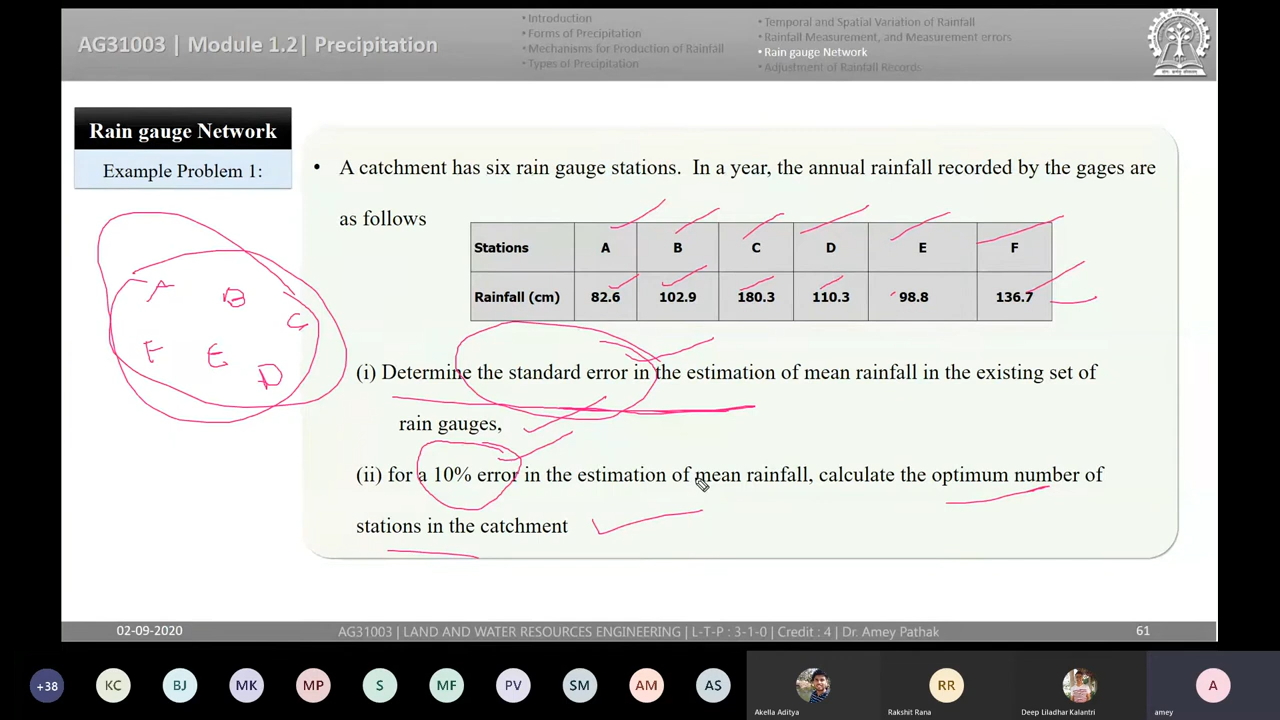 AG31003 | Module 1.2| Precipitation
Introduction
Forms of Precipitation
Mechanisms for Production of Rainfall
Types of Precipitation
Temporal and Spatial Variation of Rainfall
Rainfall Measurement, and Measurement errors
Rain gauge Network
Adjustment of Rainfall Records
Rain gauge Network
Example Problem 1:
• A catchment has six rain gauge stations. In a year, the annual rainfall recorded by the gages are
as follows
Stations A B C D E F
Rainfall (cm) 82.6 102.9 180.3 110.3 98.8 136.7
A B C
F E D
(i) Determine the standard error in the estimation of mean rainfall in the existing set of
rain gauges,
(ii) for a 10% error in the estimation of mean rainfall, calculate the optimum number of
stations in the catchment
02-09-2020 AG31003 | LAND AND WATER RESOURCES ENGINEERING | L-T-P : 3-1-0 | Credit : 4 | Dr. Amey Pathak 61
+38 KC BJ MK MP S MF PV SM AM AS RR A
Akella Aditya Rakshit Rana Deep Liladhar Kalantri amey